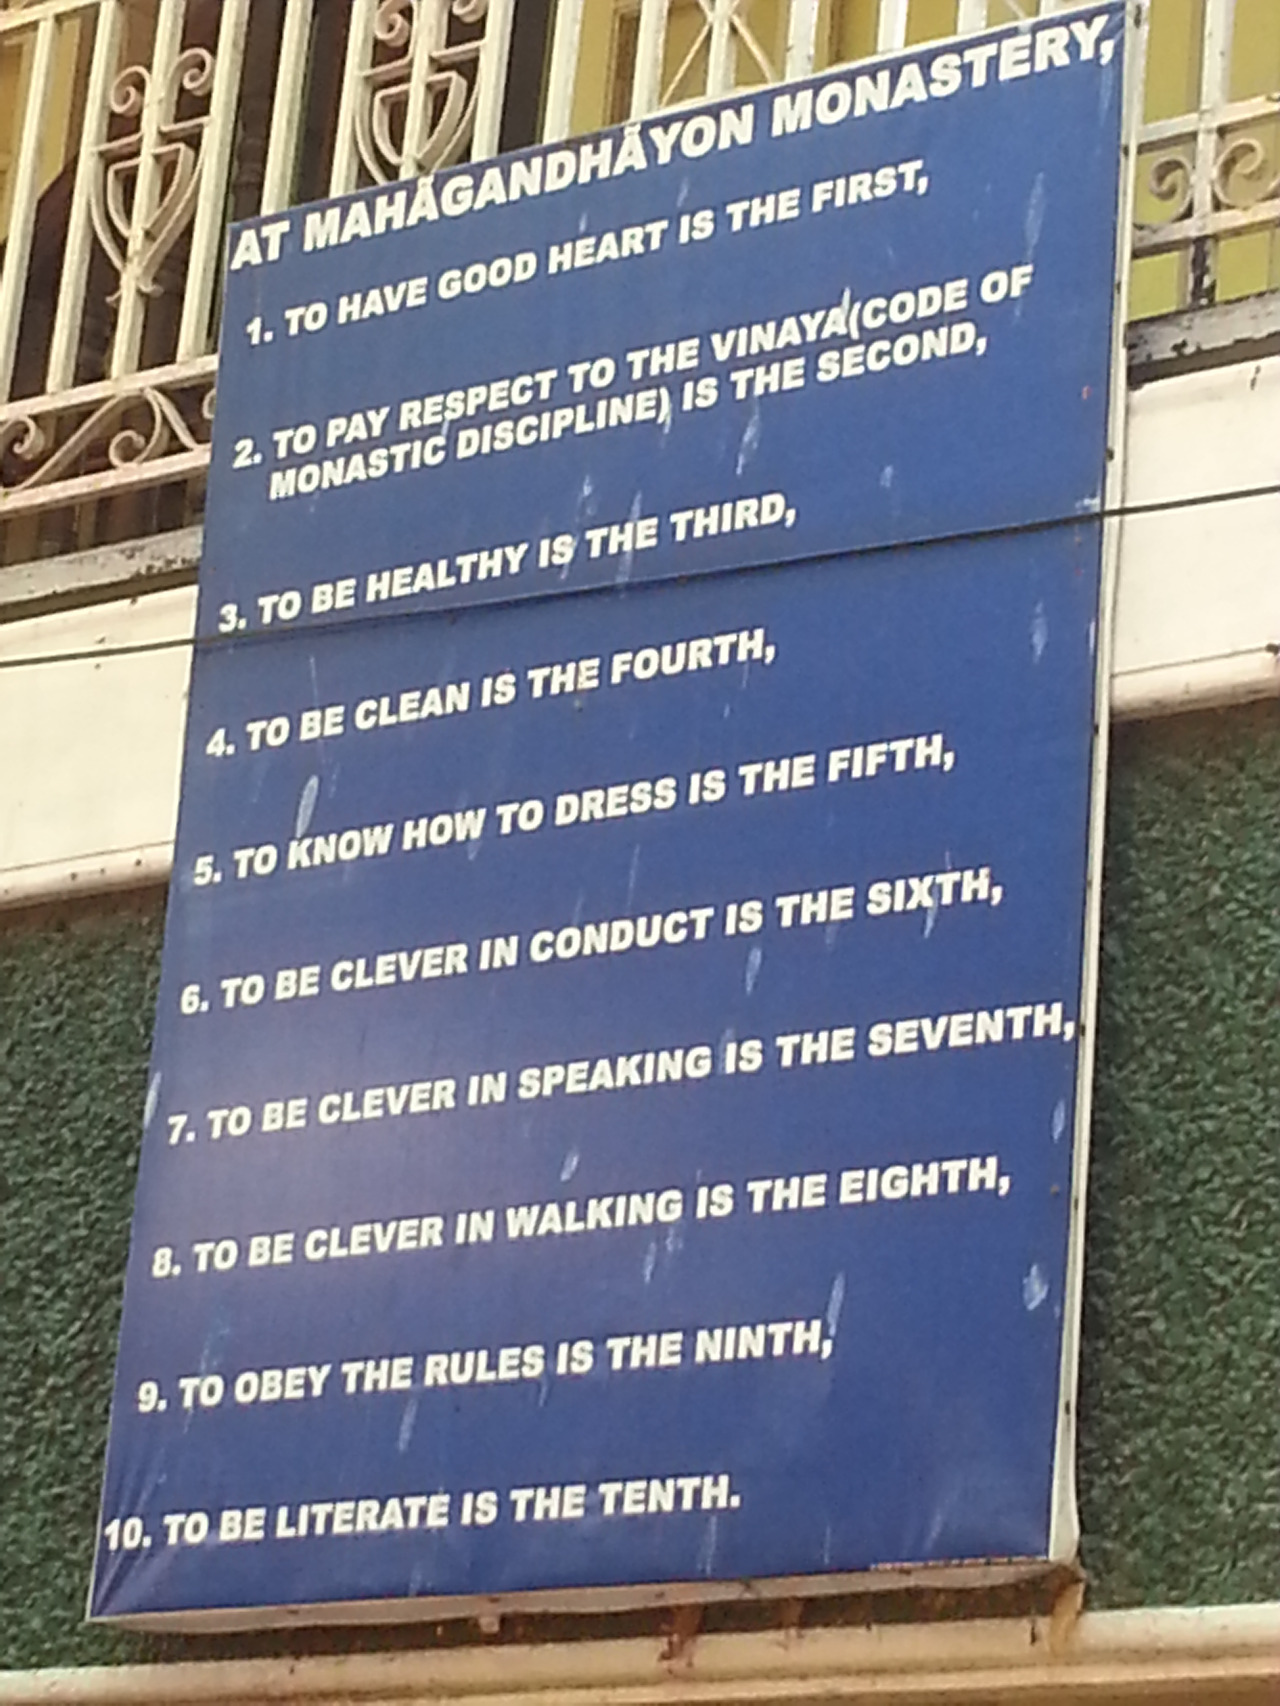 AT MAHĀGANDHĀYON MONASTERY,
1. TO HAVE GOOD HEART IS THE FIRST,
2. TO PAY RESPECT TO THE VINAYA(CODE OF
MONASTIC DISCIPLINE) IS THE SECOND,
3. TO BE HEALTHY IS THE THIRD,
4. TO BE CLEAN IS THE FOURTH,
5. TO KNOW HOW TO DRESS IS THE FIFTH,
6. TO BE CLEVER IN CONDUCT IS THE SIXTH,
7. TO BE CLEVER IN SPEAKING IS THE SEVENTH,
8. TO BE CLEVER IN WALKING IS THE EIGHTH,
9. TO OBEY THE RULES IS THE NINTH,
10. TO BE LITERATE IS THE TENTH.